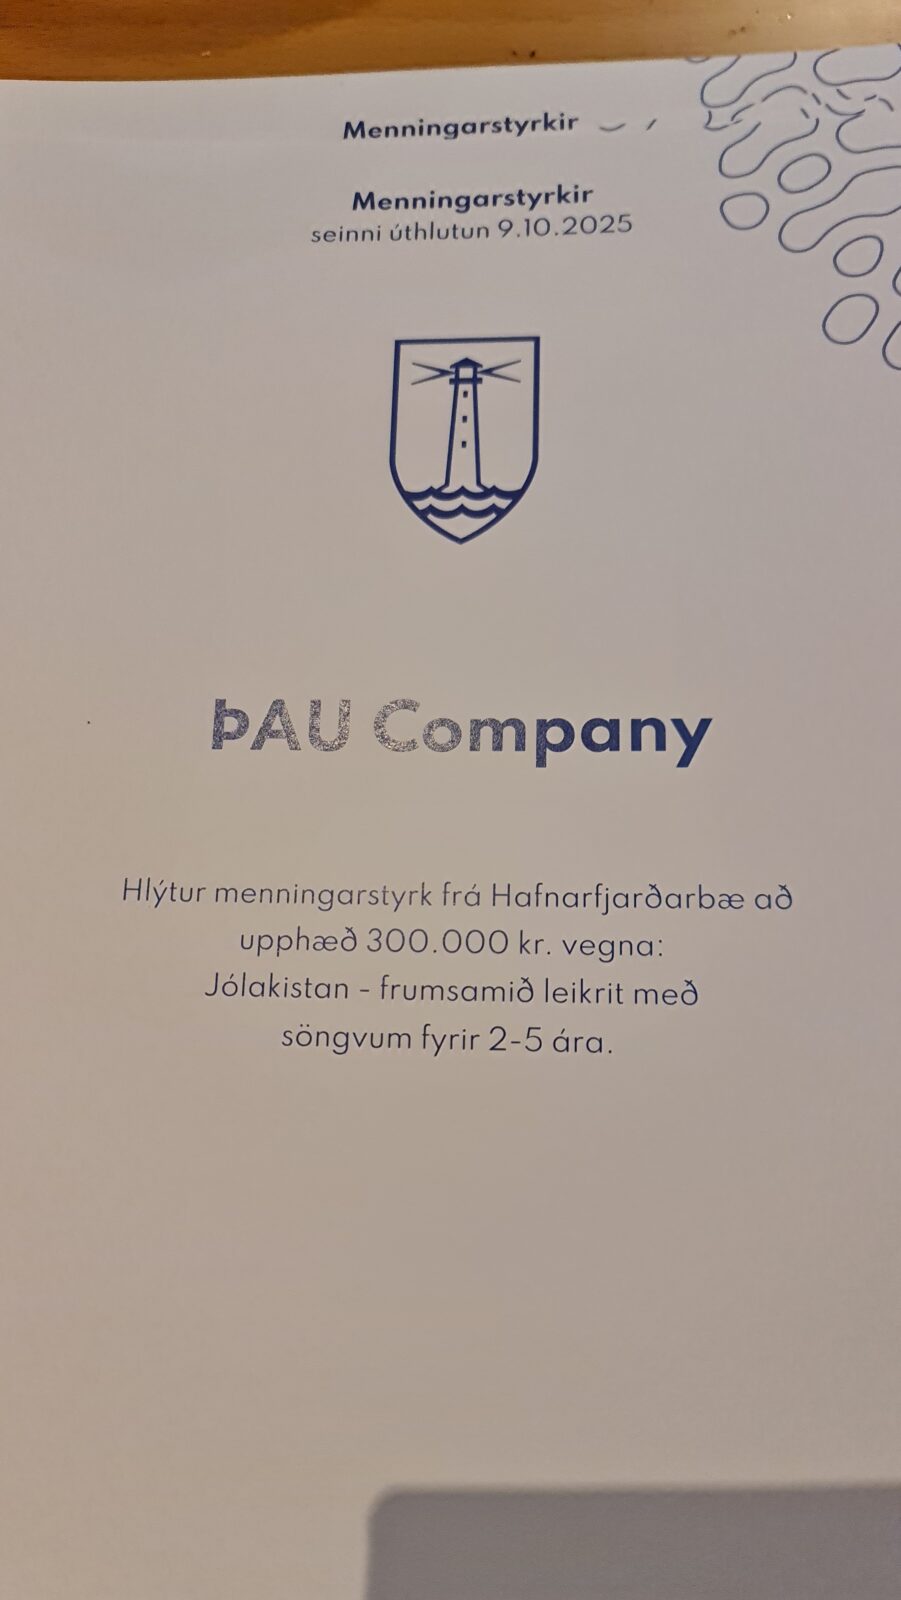 Menningarstyrkir
Menningarstyrkir
seinni úthlutun 9.10.2025
ÞAU Company
Hlýtur menningarstyrk frá Hafnarfjarðarbæ að
upphæð 300.000 kr. vegna:
Jólakistan - frumsamið leikrit með
söngvum fyrir 2-5 ára.